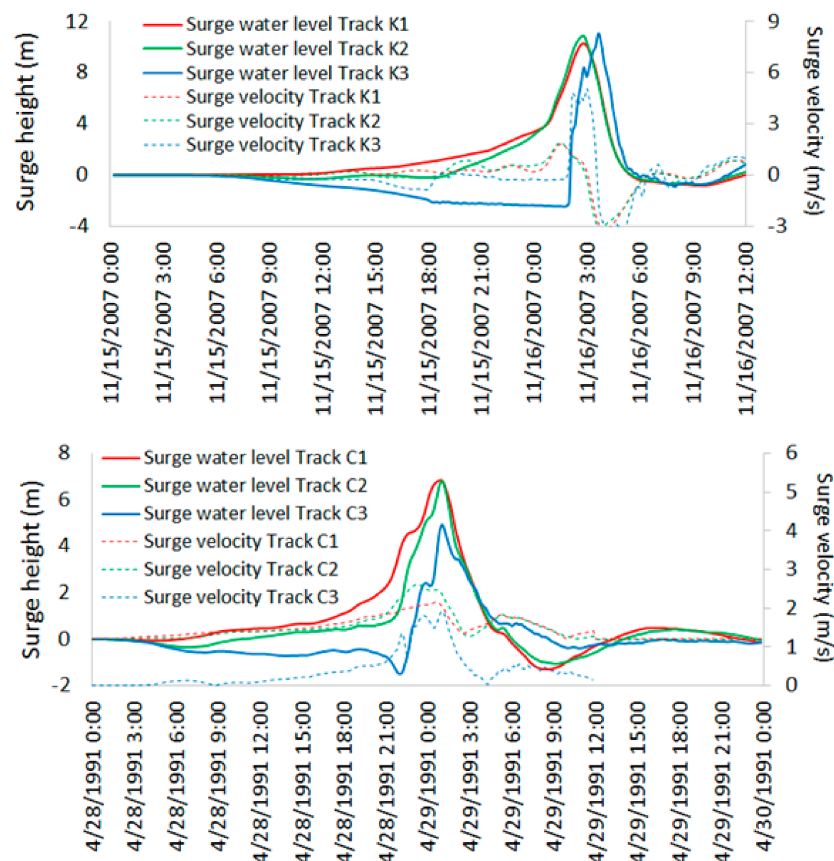 12
8
4
0
-4
Surge height (m)
Surge water level Track K1
Surge water level Track K2
Surge water level Track K3
Surge velocity Track K1
Surge velocity Track K2
Surge velocity Track K3
9
6
3
0
-3
Surge velocity
(m/s)
11/15/2007 0:00
11/15/2007 3:00
11/15/2007 6:00
11/15/2007 9:00
11/15/2007 12:00
11/15/2007 15:00
11/15/2007 18:00
11/15/2007 21:00
11/16/2007 0:00
11/16/2007 3:00
11/16/2007 6:00
11/16/2007 9:00
11/16/2007 12:00
8
6
4
2
0
-2
Surge height (m)
Surge water level Track C1
Surge water level Track C2
Surge water level Track C3
Surge velocity Track C1
Surge velocity Track C2
Surge velocity Track C3
6
5
4
3
2
1
0
Surge velocity
(m/s)
4/28/1991 0:00
4/28/1991 3:00
4/28/1991 6:00
4/28/1991 9:00
4/28/1991 12:00
4/28/1991 15:00
4/28/1991 18:00
4/28/1991 21:00
4/29/1991 0:00
4/29/1991 3:00
4/29/1991 6:00
4/29/1991 9:00
4/29/1991 12:00
4/29/1991 15:00
4/29/1991 18:00
4/29/1991 21:00
4/30/1991 0:00